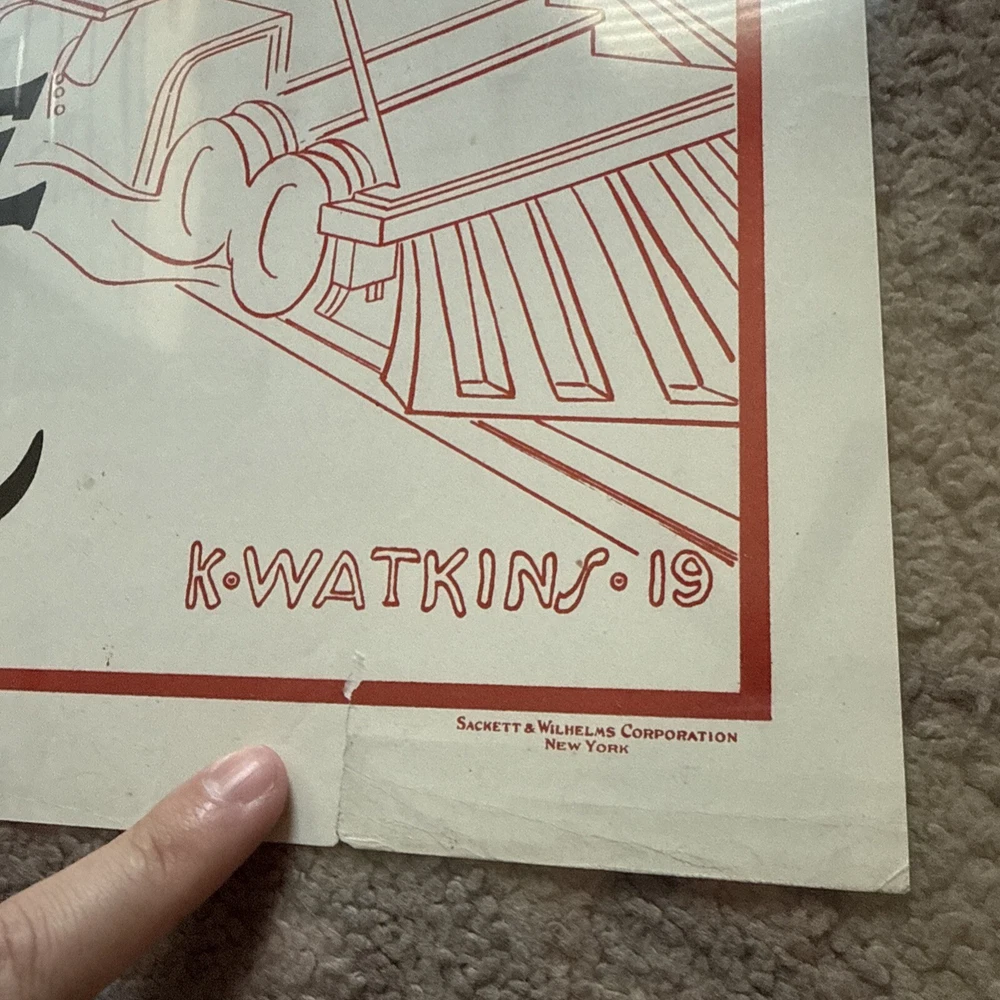 K·WATKINS·19
SACKETT & WILHELMS CORPORATION
NEW YORK